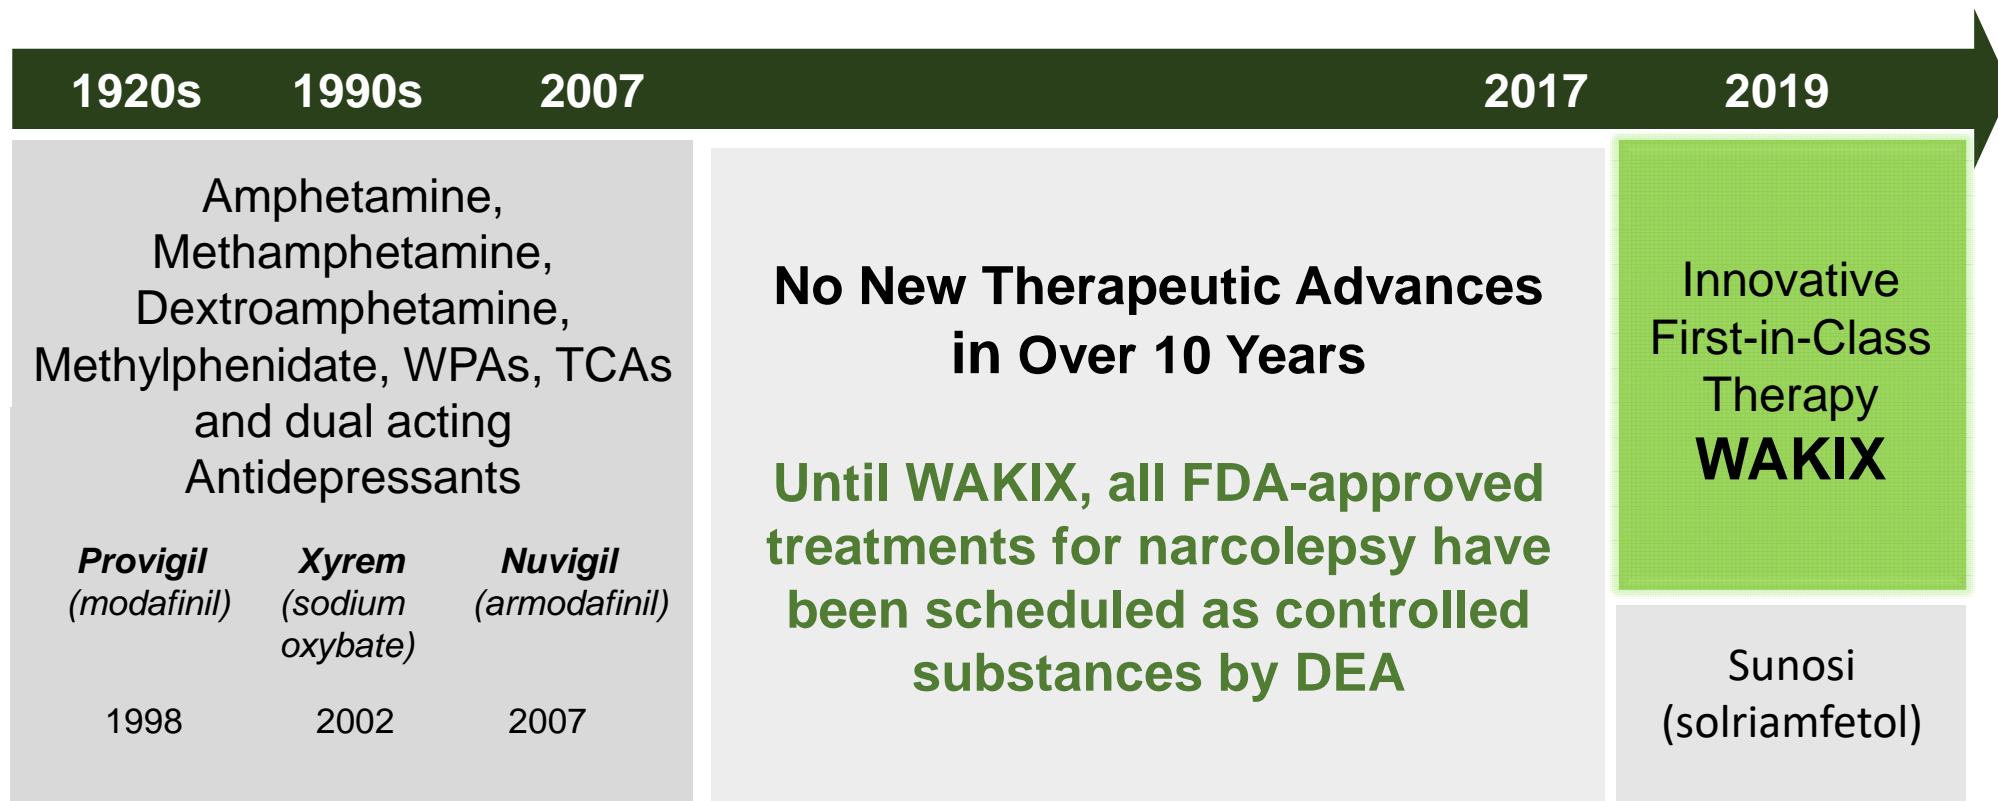 1920s 1990s 2007 2017 2019
Amphetamine,
Methamphetamine,
Dextroamphetamine,
Methylphenidate, WPAs, TCAs
and dual acting
Antidepressants
Provigil Xyrem Nuvigil
(modafinil) (sodium (armodafinil)
oxybate)
1998 2002 2007
No New Therapeutic Advances
in Over 10 Years
Until WAKIX, all FDA-approved
treatments for narcolepsy have
been scheduled as controlled
substances by DEA
Innovative
First-in-Class
Therapy
WAKIX
Sunosi
(solriamfetol)